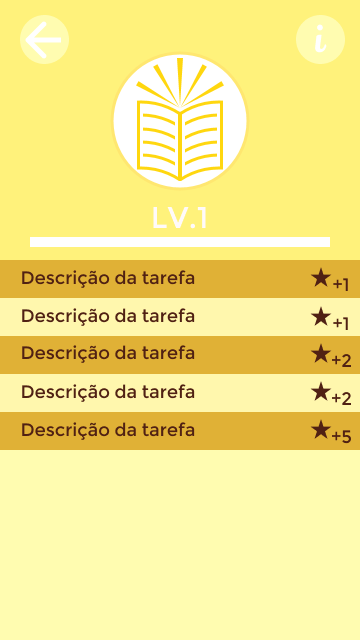 i
LV.1
Descrição da tarefa ★+1
Descrição da tarefa ★+1
Descrição da tarefa ★+2
Descrição da tarefa ★+2
Descrição da tarefa ★+5